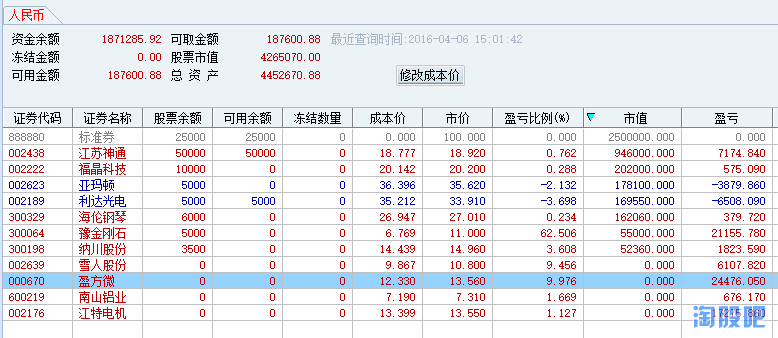 人民币
资金余额 1871285.92 可取金额 187600.88 最近查询时间:2016-04-06 15:01:42
冻结金额 0.00 股票市值 4265070.00
可用金额 187600.88 总 资 产 4452670.88
修改成本价
证券代码 证券名称 股票余额 可用余额 冻结数量 成本价 市价 盈亏比例(%) 市值 盈亏
888880 标准券 25000 25000 0 0.000 100.000 0.000 2500000.000 0.000
002438 江苏神通 50000 50000 0 18.777 18.920 0.762 946000.000 7174.840
002222 福晶科技 10000 0 0 20.142 20.200 0.288 202000.000 575.090
002623 亚玛顿 5000 0 0 36.396 35.620 -2.132 178100.000 -3879.860
002189 利达光电 5000 5000 0 35.212 33.910 -3.698 169550.000 -6508.090
300329 海伦钢琴 6000 0 0 26.947 27.010 0.234 162060.000 379.720
300064 豫金刚石 5000 0 0 6.769 11.000 62.506 55000.000 21155.780
300198 纳川股份 3500 0 0 14.439 14.960 3.608 52360.000 1823.590
002639 雪人股份 0 0 0 9.867 10.800 9.456 0.000 6107.820
000670 盈方微 0 0 0 12.330 13.560 9.976 0.000 24476.050
600219 南山铝业 0 0 0 7.190 7.310 1.669 0.000 676.170
002176 江特电机 0 0 0 13.399 13.550 1.127 0.000
淘股吧